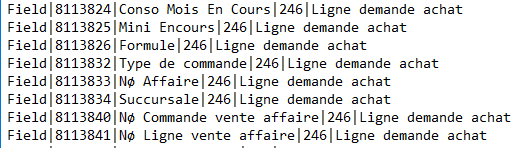 Field|8113824|Conso Mois En Cours|246|Ligne demande achat
Field|8113825|Mini Encours|246|Ligne demande achat
Field|8113826|Formule|246|Ligne demande achat
Field|8113832|Type de commande|246|Ligne demande achat
Field|8113833|Nø Affaire|246|Ligne demande achat
Field|8113834|Succursale|246|Ligne demande achat
Field|8113840|Nø Commande vente affaire|246|Ligne demande achat
Field|8113841|Nø Ligne vente affaire|246|Ligne demande achat